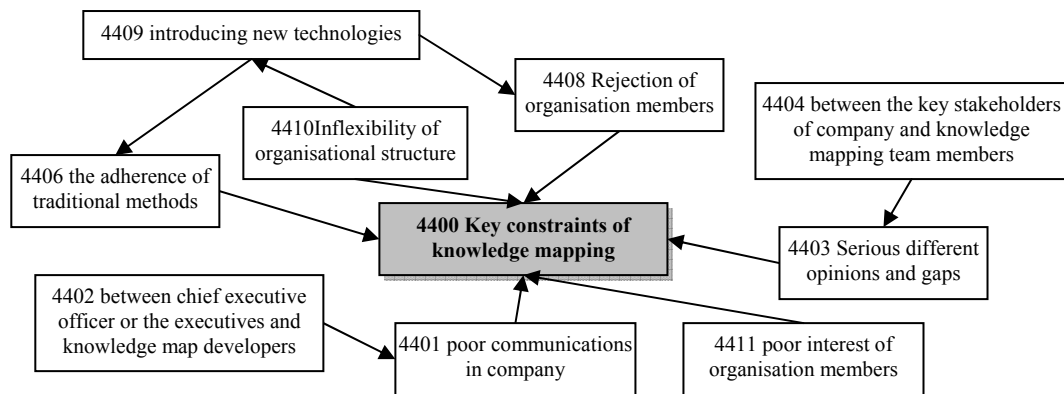 4409 introducing new technologies
4408 Rejection of
organisation members
4404 between the key stakeholders
of company and knowledge
mapping team members
4410Inflexibility of
organisational structure
4406 the adherence of
traditional methods
4400 Key constraints of
knowledge mapping
4403 Serious different
opinions and gaps
4402 between chief executive
officer or the executives and
knowledge map developers
4401 poor communications
in company
4411 poor interest of
organisation members